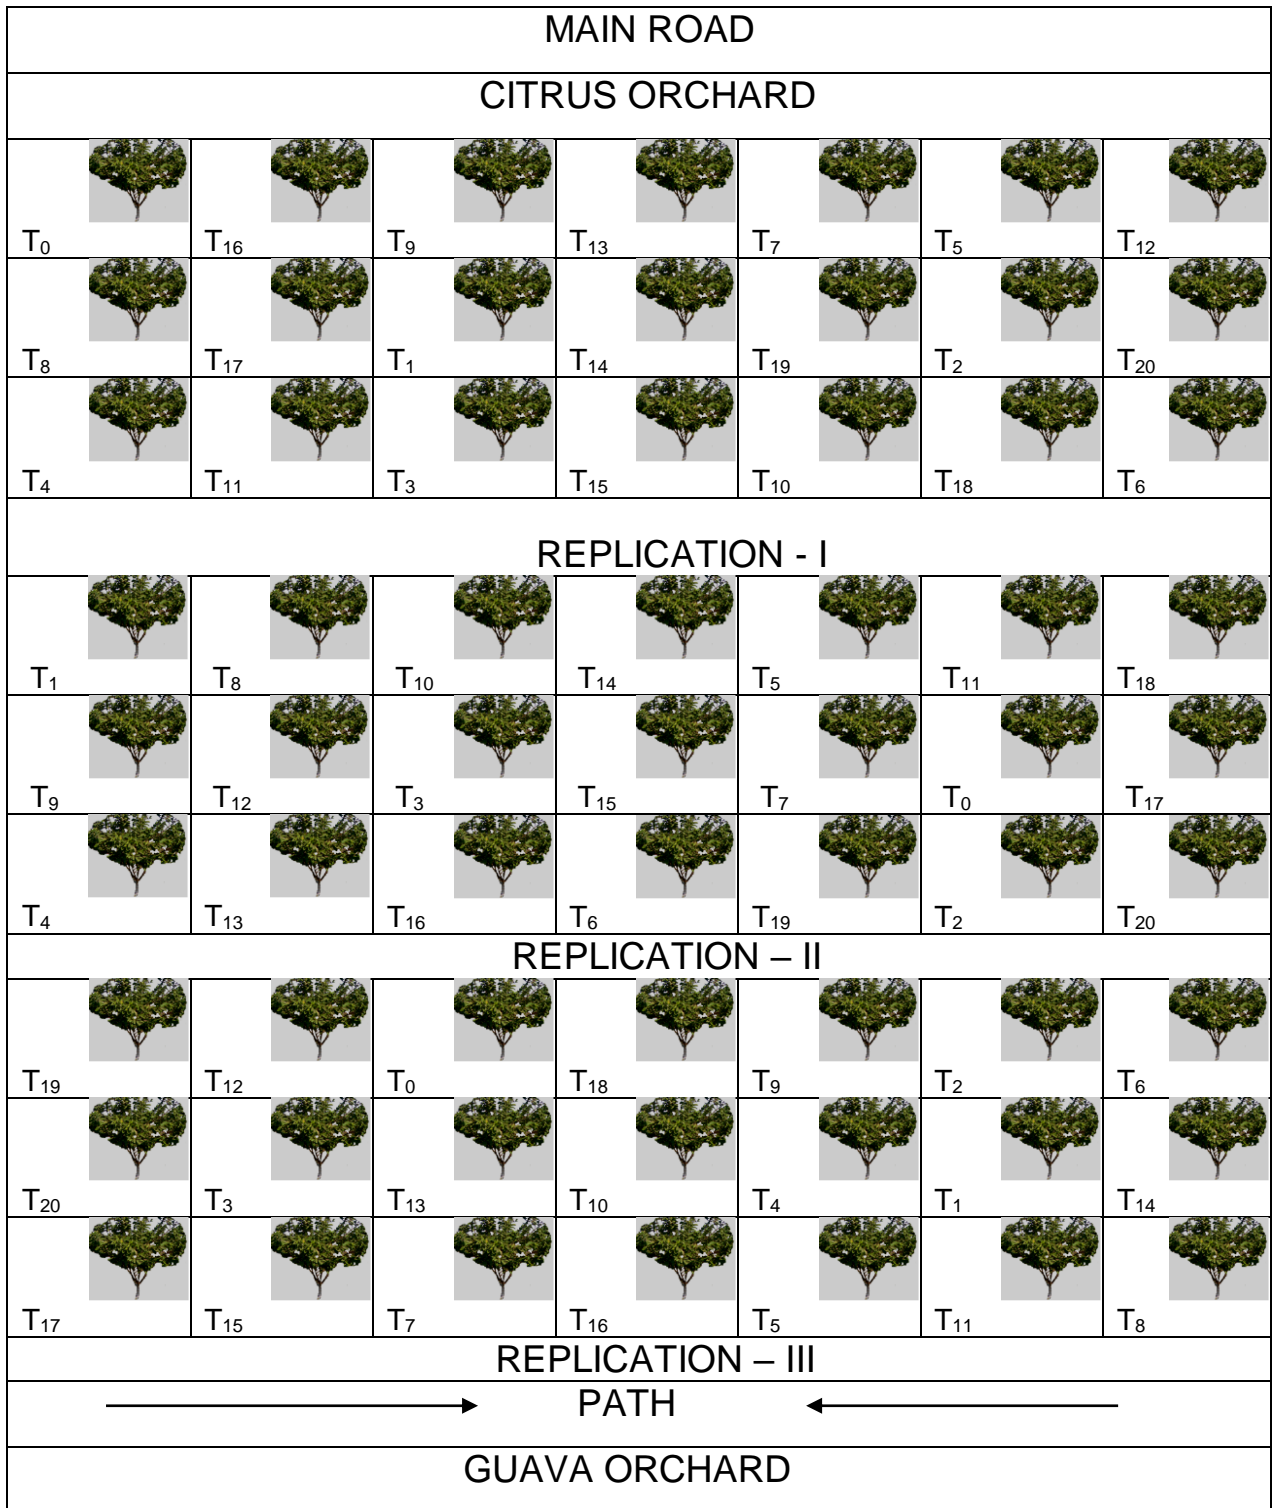 MAIN ROAD
CITRUS ORCHARD
T₀ T₁₆ T₉ T₁₃ T₇ T₅ T₁₂
T₈ T₁₇ T₁ T₁₄ T₁₉ T₂ T₂₀
T₄ T₁₁ T₃ T₁₅ T₁₀ T₁₈ T₆
REPLICATION - I
T₁ T₈ T₁₀ T₁₄ T₅ T₁₁ T₁₈
T₉ T₁₂ T₃ T₁₅ T₇ T₀ T₁₇
T₄ T₁₃ T₁₆ T₆ T₁₉ T₂ T₂₀
REPLICATION – II
T₁₉ T₁₂ T₀ T₁₈ T₉ T₂ T₆
T₂₀ T₃ T₁₃ T₁₀ T₄ T₁ T₁₄
T₁₇ T₁₅ T₇ T₁₆ T₅ T₁₁ T₈
REPLICATION – III
PATH
GUAVA ORCHARD